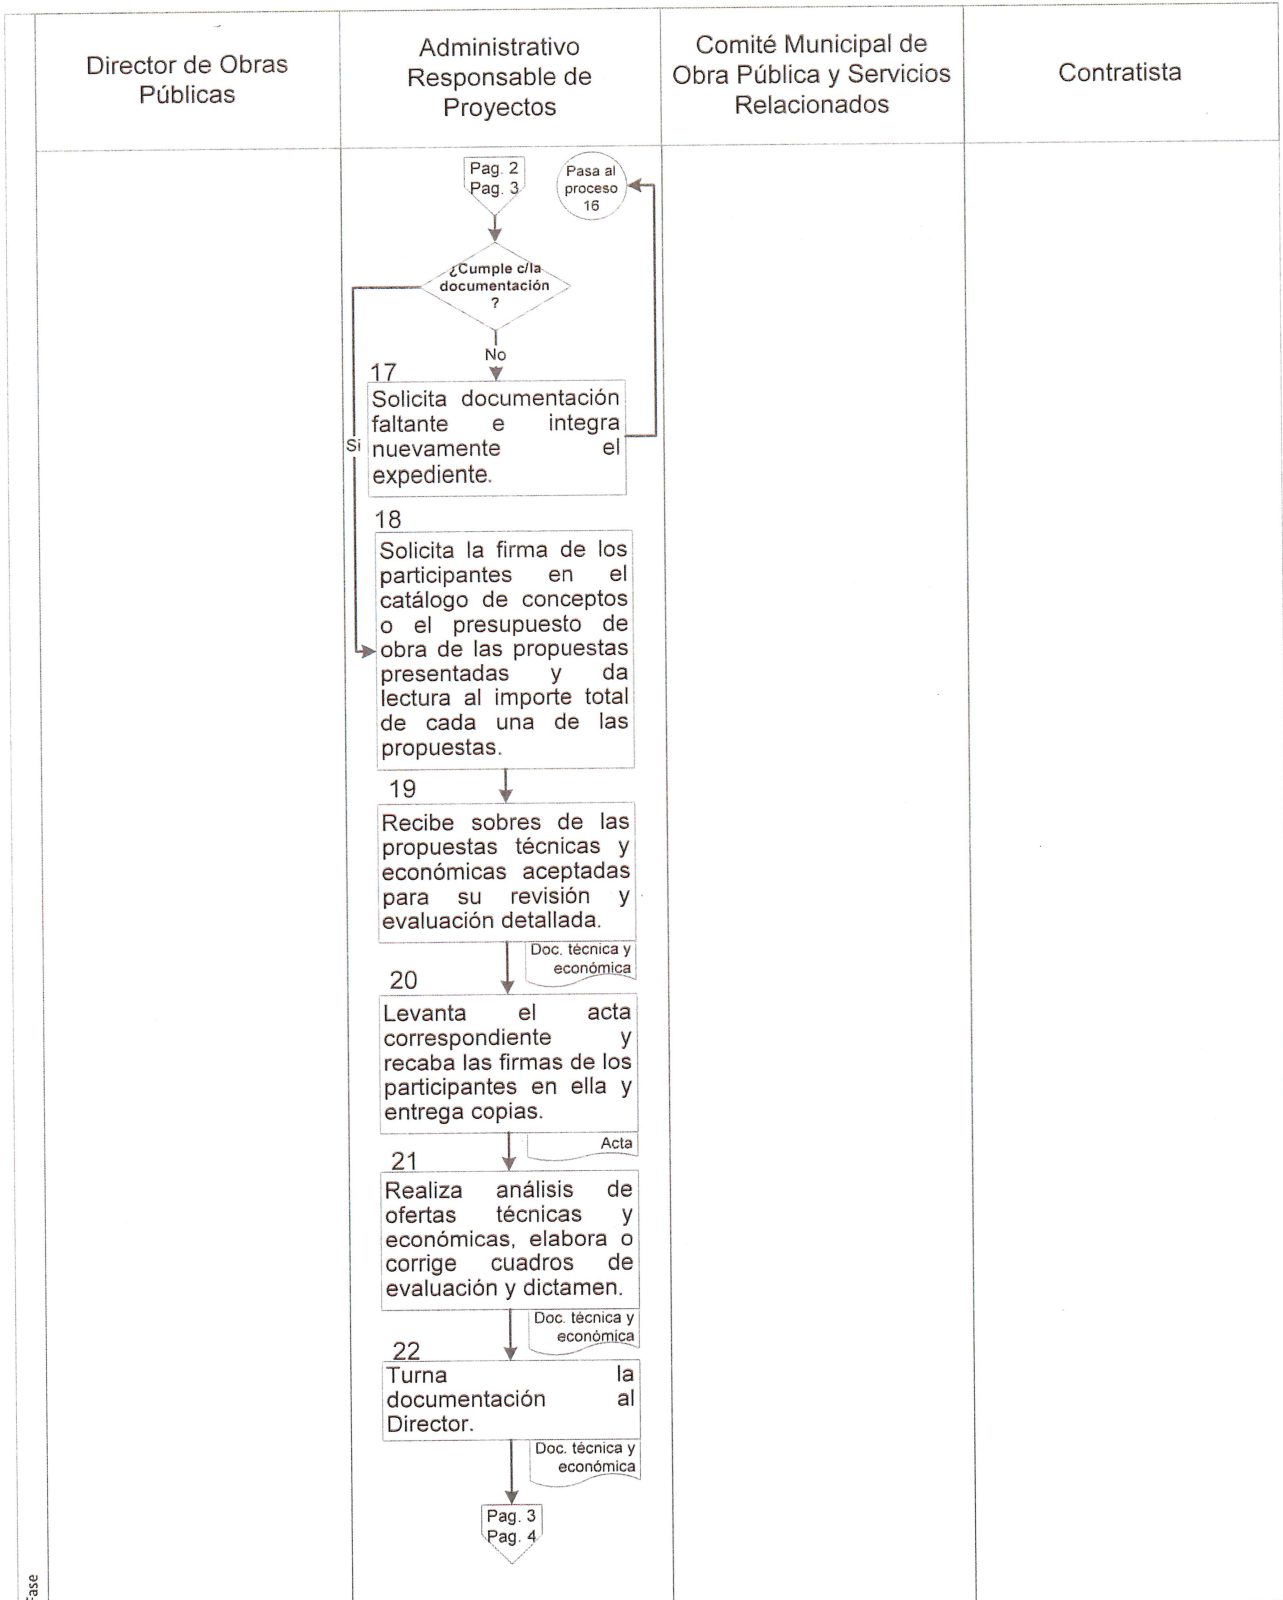 Director de Obras
Públicas
Administrativo
Responsable de
Proyectos
Comité Municipal de
Obra Pública y Servicios
Relacionados
Contratista
Pag. 2
Pag. 3
Pasa al
proceso
16
¿Cumple c/la
documentación
?
No
Si
17
Solicita documentación
faltante e integra
nuevamente el
expediente.
18
Solicita la firma de los
participantes en el
catálogo de conceptos
o el presupuesto de
obra de las propuestas
presentadas y da
lectura al importe total
de cada una de las
propuestas.
19
Recibe sobres de las
propuestas técnicas y
económicas aceptadas
para su revisión y
evaluación detallada.
Doc. técnica y
económica
20
Levanta el acta
correspondiente y
recaba las firmas de los
participantes en ella y
entrega copias.
Acta
21
Realiza análisis de
ofertas técnicas y
económicas, elabora o
corrige cuadros de
evaluación y dictamen.
Doc. técnica y
económica
22
Turna la
documentación al
Director.
Doc. técnica y
económica
Pag. 3
Pag. 4
Fase